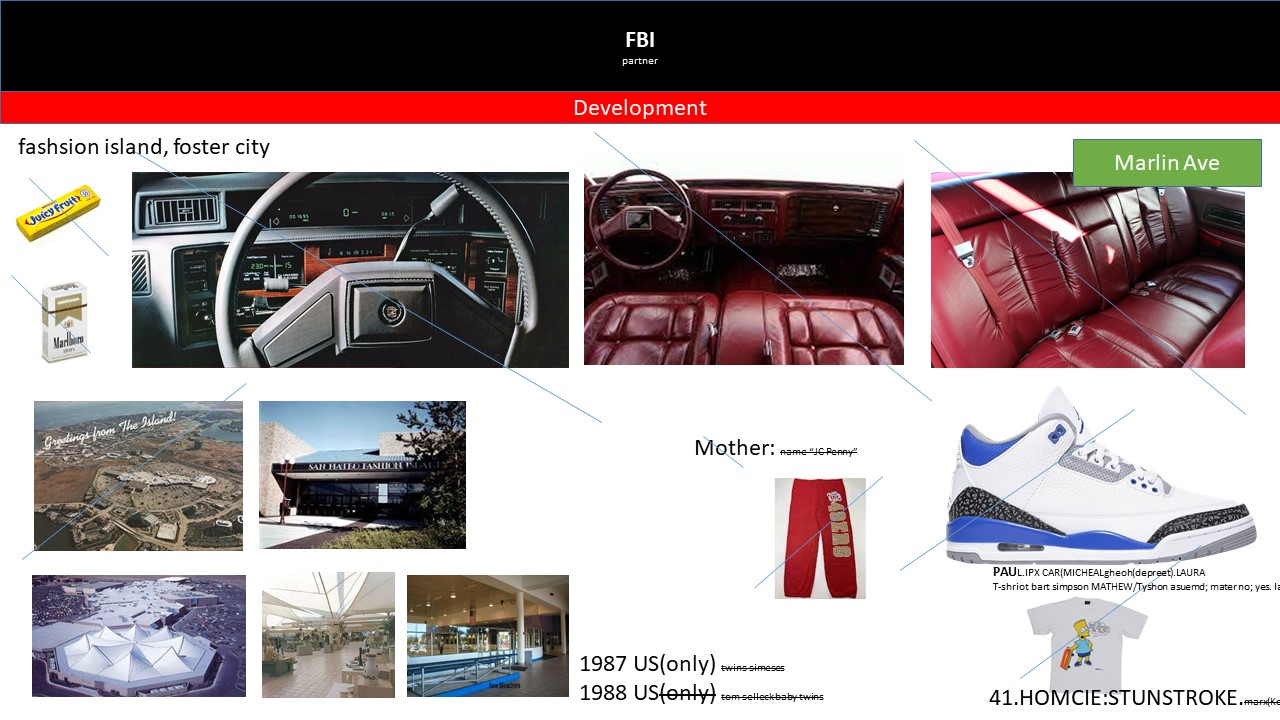 FBI
partner
Development
fashsion island, foster city
Marlin Ave
Juicy Fruit
Marlboro
Greetings from The Island!
SAN MATEO FASHION ISLAND
Mother: name "JC Penny"
49ERS
PAUL.IPX CAR(MICHEALgheoh(depreet).LAURA
T-shriot bart simpson MATHEW/Tyshon asuemd; mater no; yes. la
1987 US(only) twins simeses
1988 US(only) tom selleck baby twins
41.HOMCIE:STUNSTROKE.marx(Ke